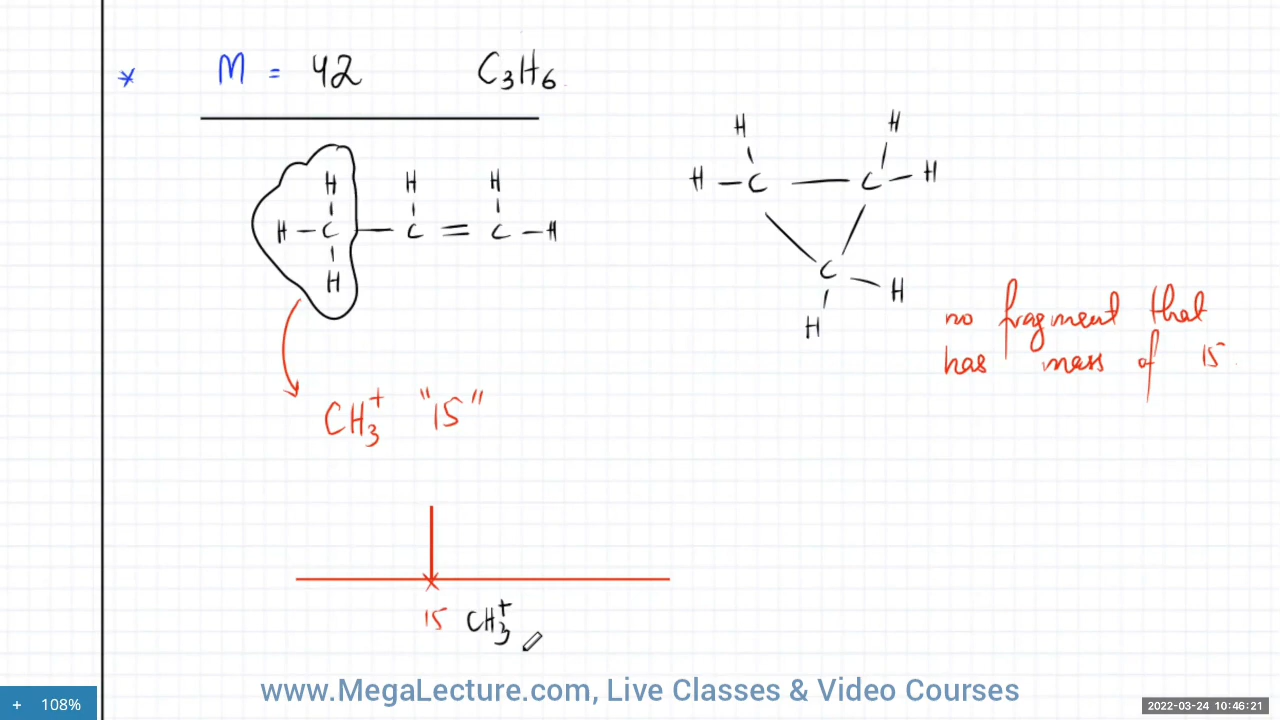 * M = 42 C₃H₆
H H H
H – C – C = C – H
H
H H
H – C – C – H
C – H
H
no fragment that
has mass of 15
CH₃⁺ "15"
15 CH₃⁺
www.MegaLecture.com, Live Classes & Video Courses
+ 108%
2022-03-24 10:46:21